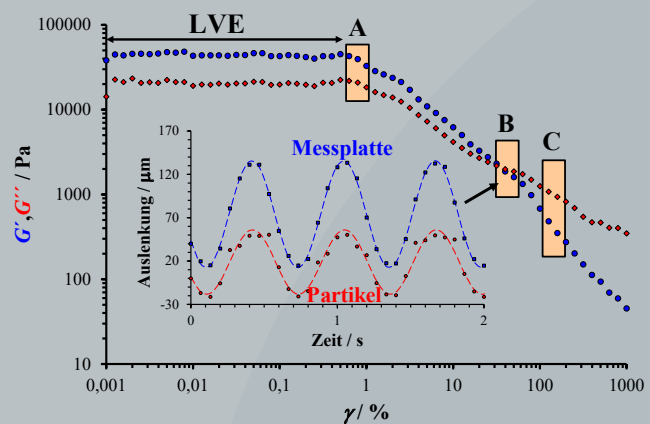 LVE
A
B
C
100000
10000
1000
100
10
G´,G´´ / Pa
0,001
0,01
0,1
1
10
100
1000
γ / %
170
120
70
20
-30
Auslenkung / µm
Messplatte
Partikel
0
1
2
Zeit / s